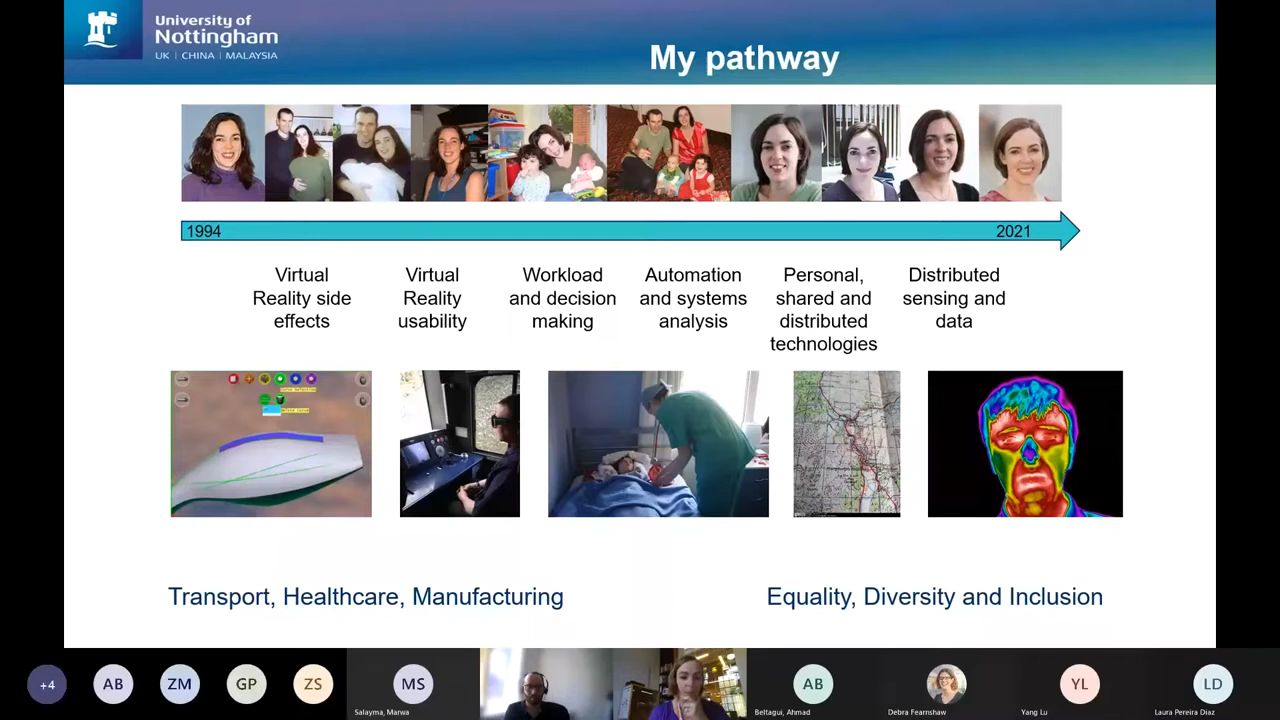 University of
Nottingham
UK | CHINA | MALAYSIA
My pathway
1994
2021
Virtual
Reality side
effects
Virtual
Reality
usability
Workload
and decision
making
Automation
and systems
analysis
Personal,
shared and
distributed
technologies
Distributed
sensing and
data
Transport, Healthcare, Manufacturing
Equality, Diversity and Inclusion
+4
AB
ZM
GP
ZS
MS
Salayma, Marwa
AB
Beltagui, Ahmad
Debra Fearnshaw
YL
Yang Lu
LD
Laura Pereira Diaz